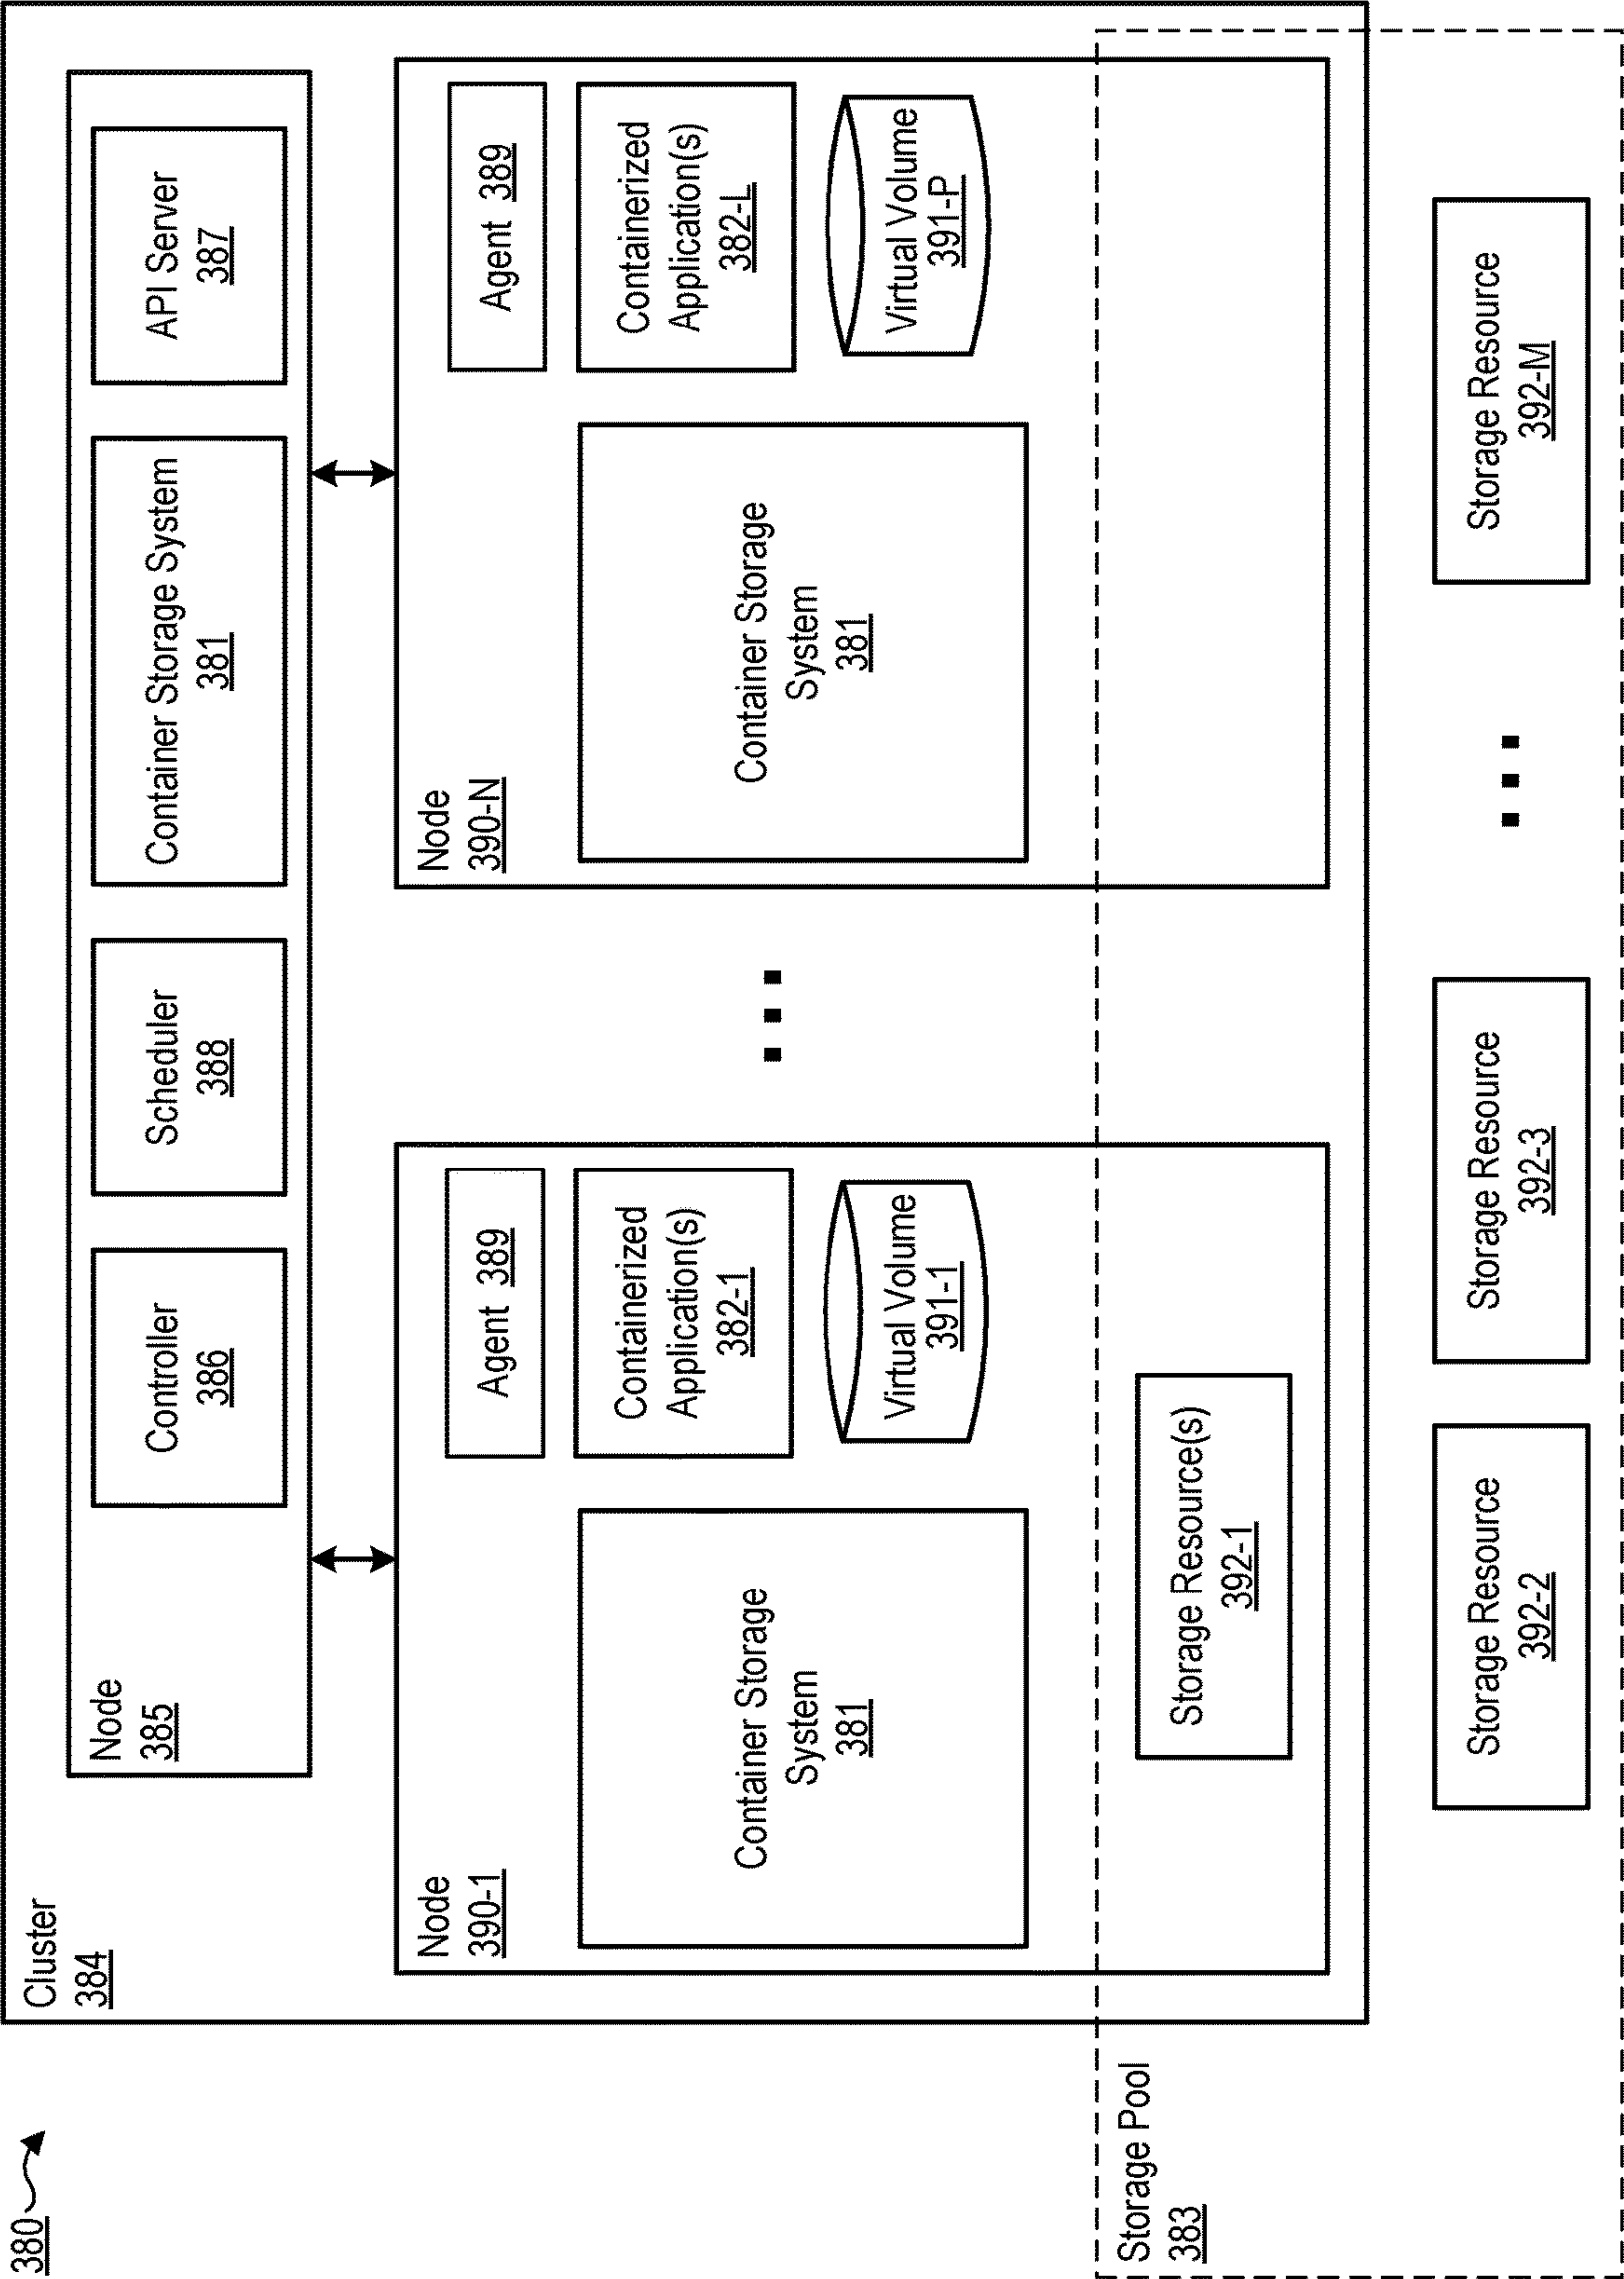 380
Cluster
384
Node
385
Controller
386
Scheduler
388
Container Storage System
381
API Server
387
Node
390-1
Agent 389
Containerized
Application(s)
382-1
Container Storage
System
381
Virtual Volume
391-1
Storage Resource(s)
392-1
Node
390-N
Agent 389
Containerized
Application(s)
382-L
Container Storage
System
381
Virtual Volume
391-P
Storage Pool
383
Storage Resource
392-2
Storage Resource
392-3
Storage Resource
392-M